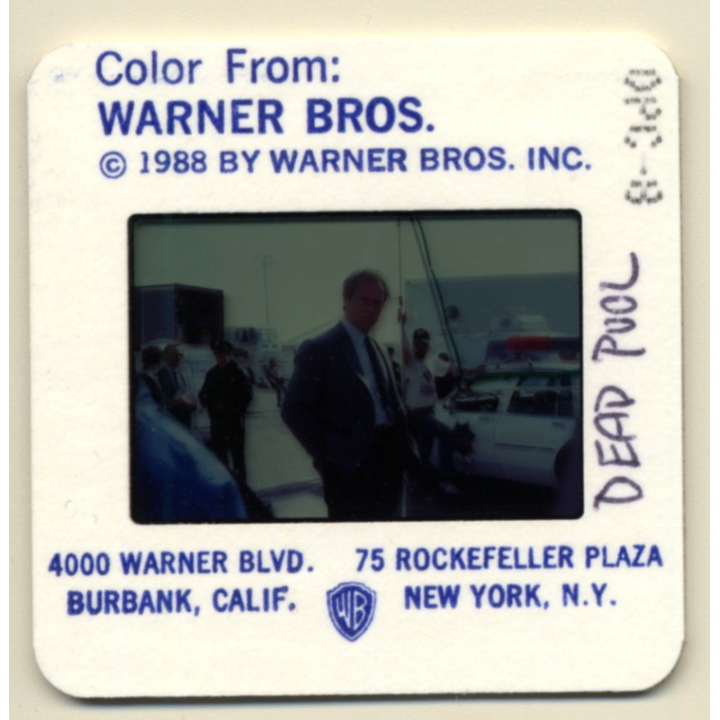 Color From:
WARNER BROS.
© 1988 BY WARNER BROS. INC.
DPIC-8
DEAD POOL
4000 WARNER BLVD. 75 ROCKEFELLER PLAZA
BURBANK, CALIF. WB NEW YORK, N.Y.